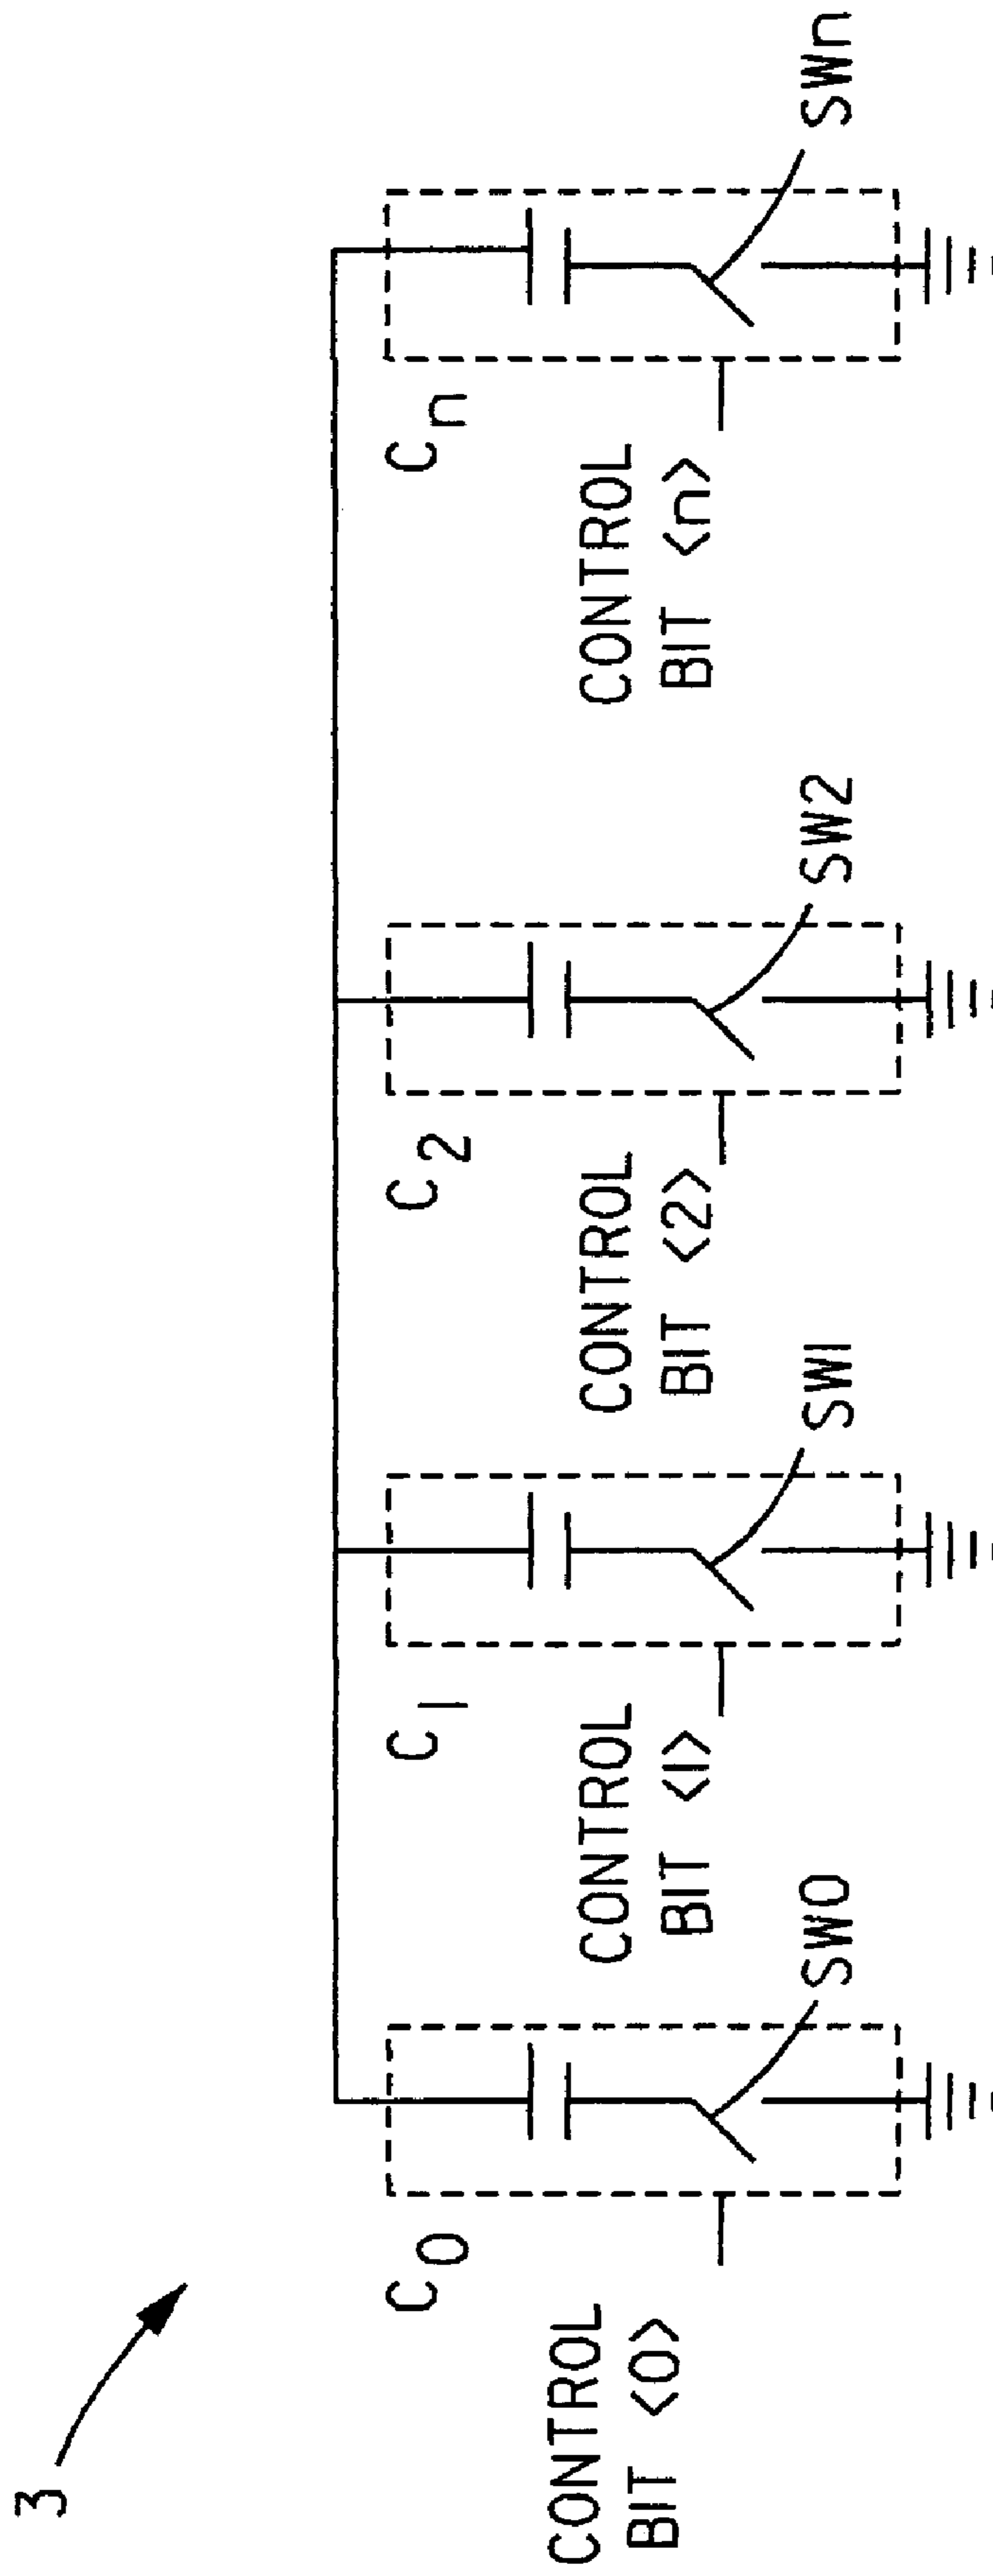 3
C0
CONTROL
BIT <0>
SW0
C1
CONTROL
BIT <1>
SW1
C2
CONTROL
BIT <2>
SW2
Cn
CONTROL
BIT <n>
SWn